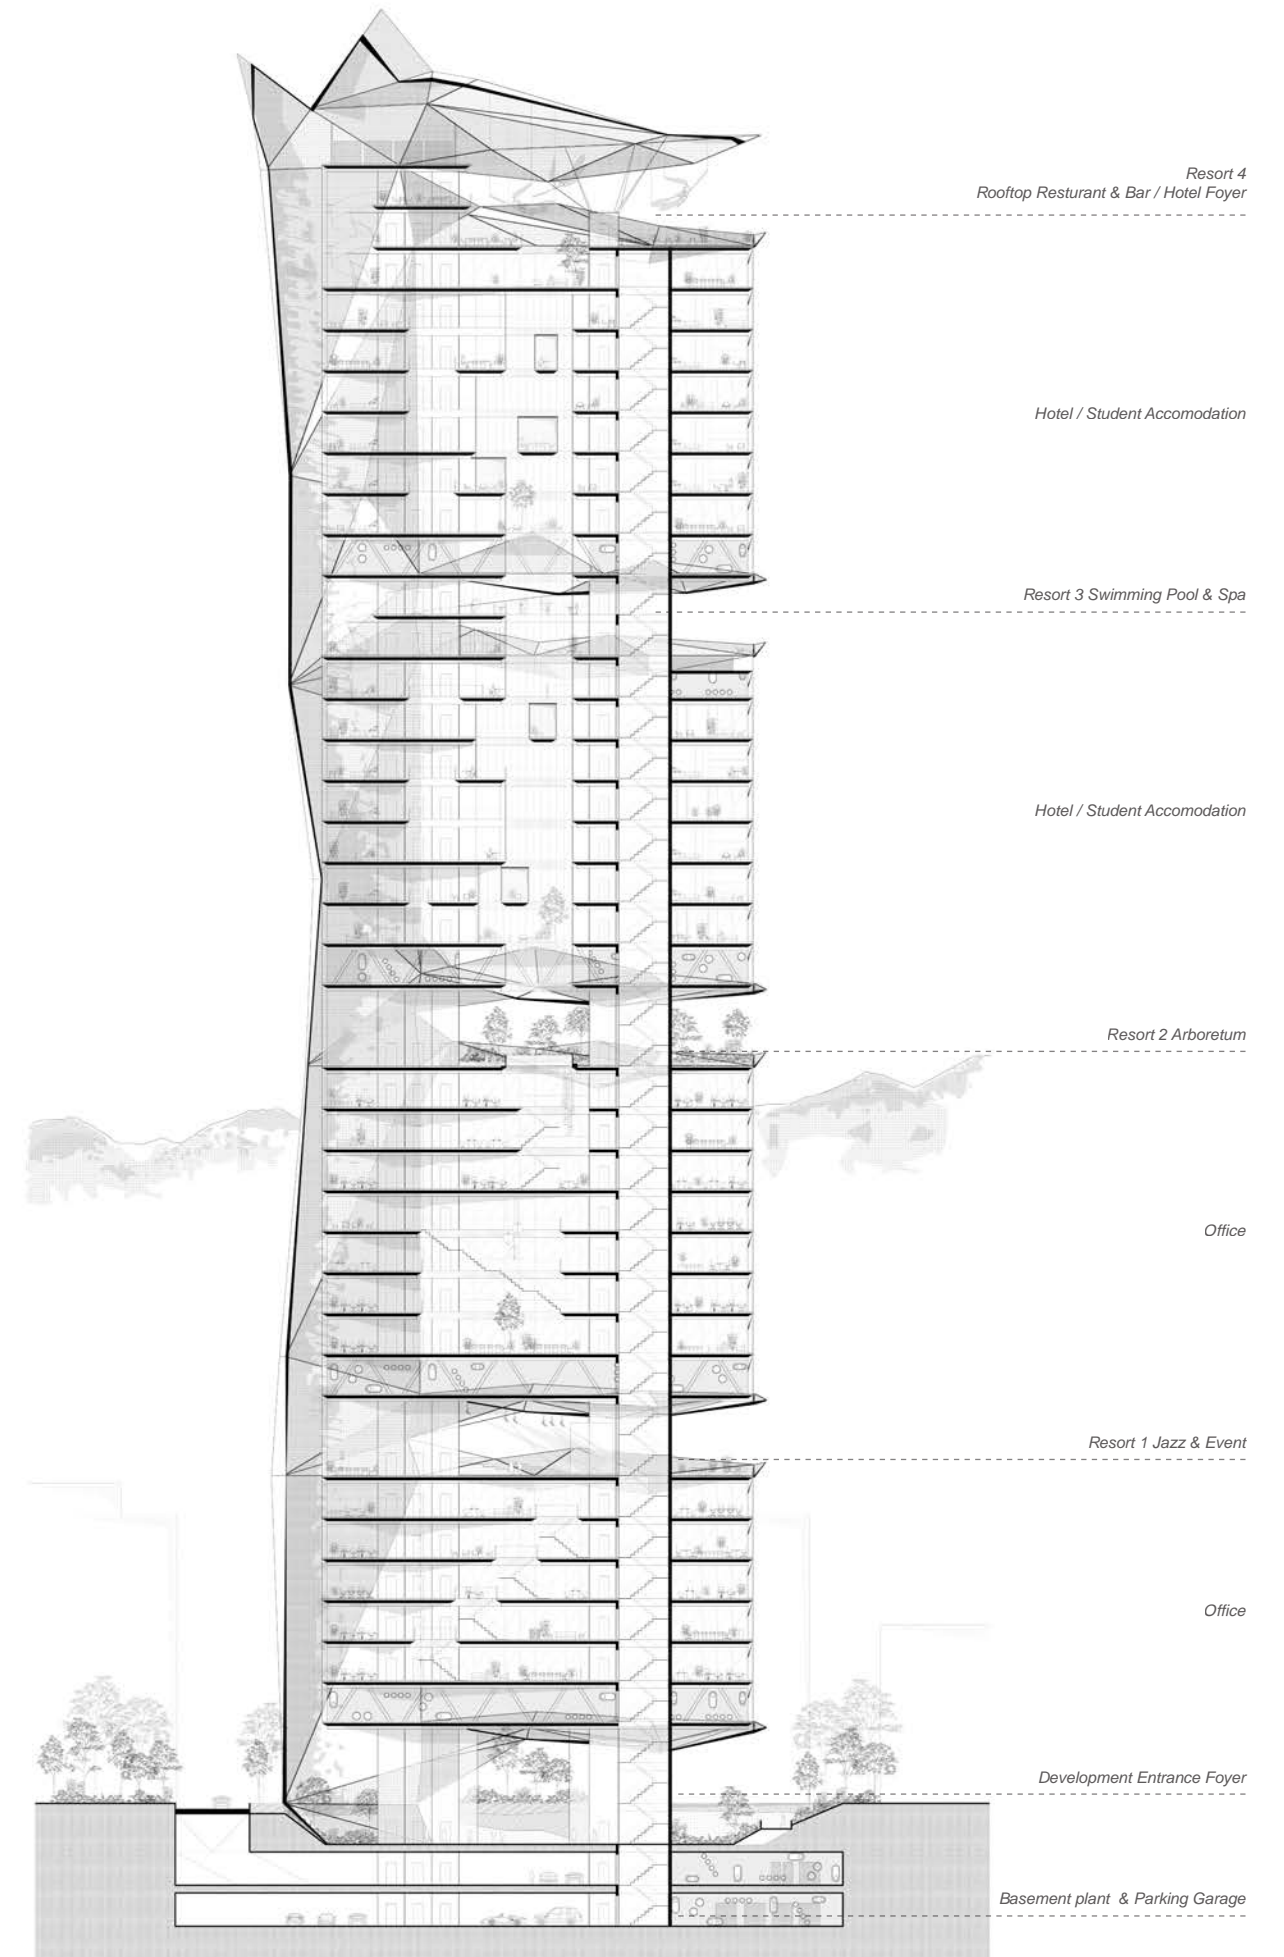 Resort 4
Rooftop Resturant & Bar / Hotel Foyer
Hotel / Student Accomodation
Resort 3 Swimming Pool & Spa
Hotel / Student Accomodation
Resort 2 Arboretum
Office
Resort 1 Jazz & Event
Office
Development Entrance Foyer
Basement plant & Parking Garage